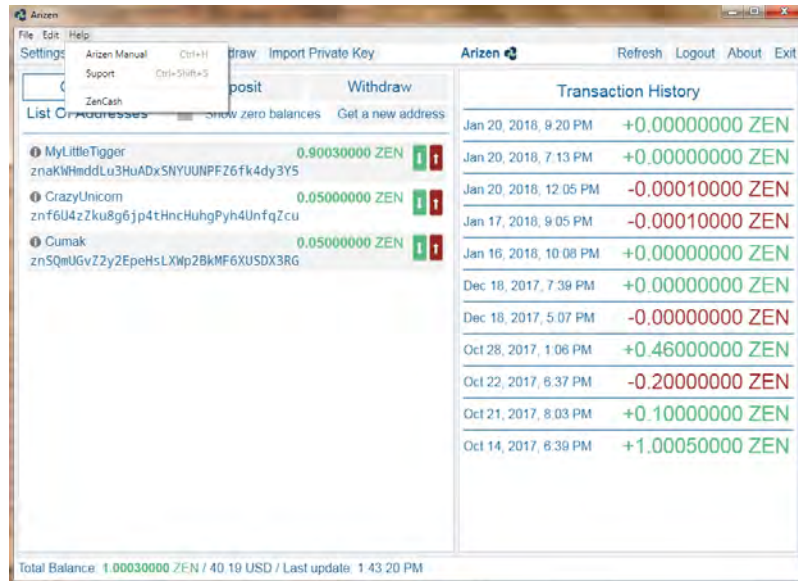 Arizen
File Edit Help
Settings
Arizen Manual Ctrl+H
Suport Ctrl+Shift+S
ZenCash
draw Import Private Key
Arizen
Refresh Logout About Exit
posit
Withdraw
List Of Addresses
Show zero balances
Get a new address
MyLittleTigger 0.90030000 ZEN
znaKWHmddLu3HuADxSNYUUNPFZ6fk4dy3Y5
CrazyUnicorn 0.05000000 ZEN
znf6U4zZku8g6jp4tHncHuhgPyh4UnfqZcu
Cumak 0.05000000 ZEN
znSQmUGvZ2y2EpeHsLXWp2BkMF6XUSDX3RG
Transaction History
Jan 20, 2018, 9:20 PM +0.00000000 ZEN
Jan 20, 2018, 7:13 PM +0.00000000 ZEN
Jan 20, 2018, 12:05 PM -0.00010000 ZEN
Jan 17, 2018, 9:05 PM -0.00010000 ZEN
Jan 16, 2018, 10:08 PM +0.00000000 ZEN
Dec 18, 2017, 7:39 PM +0.00000000 ZEN
Dec 18, 2017, 5:07 PM -0.00000000 ZEN
Oct 28, 2017, 1:06 PM +0.46000000 ZEN
Oct 22, 2017, 6:37 PM -0.20000000 ZEN
Oct 21, 2017, 8:03 PM +0.10000000 ZEN
Oct 14, 2017, 6:39 PM +1.00050000 ZEN
Total Balance: 1.00030000 ZEN / 40.19 USD / Last update: 1:43:20 PM